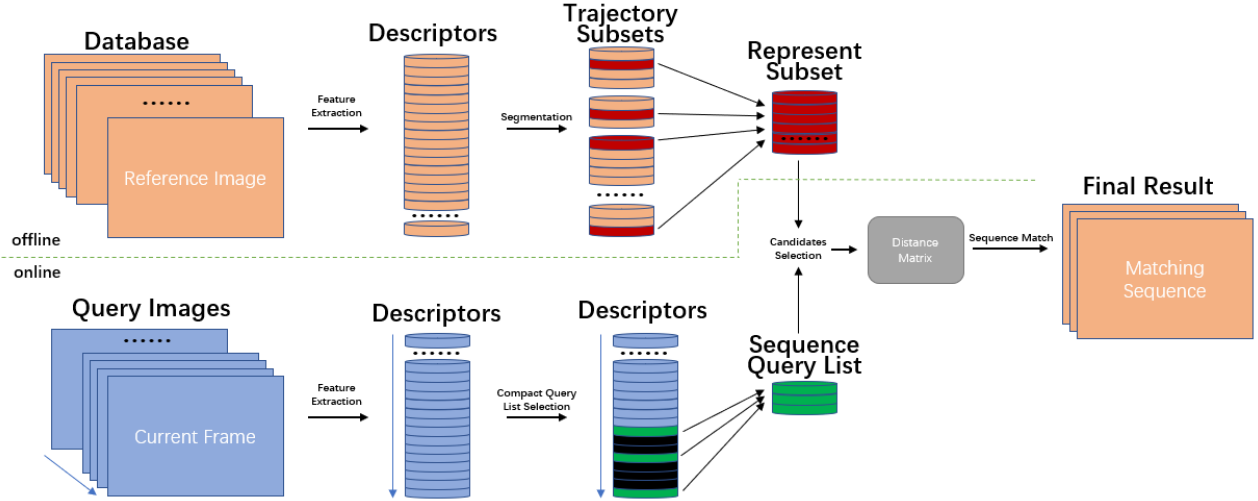 Database
......
Reference Image
Feature
Extraction
Descriptors
......
Segmentation
Trajectory
Subsets
......
Represent
Subset
......
offline
online
Candidates
Selection
Distance
Matrix
Sequence Match
Final Result
Matching
Sequence
Query Images
......
Current Frame
Feature
Extraction
Descriptors
......
Compact Query
List Selection
Descriptors
......
Sequence
Query List